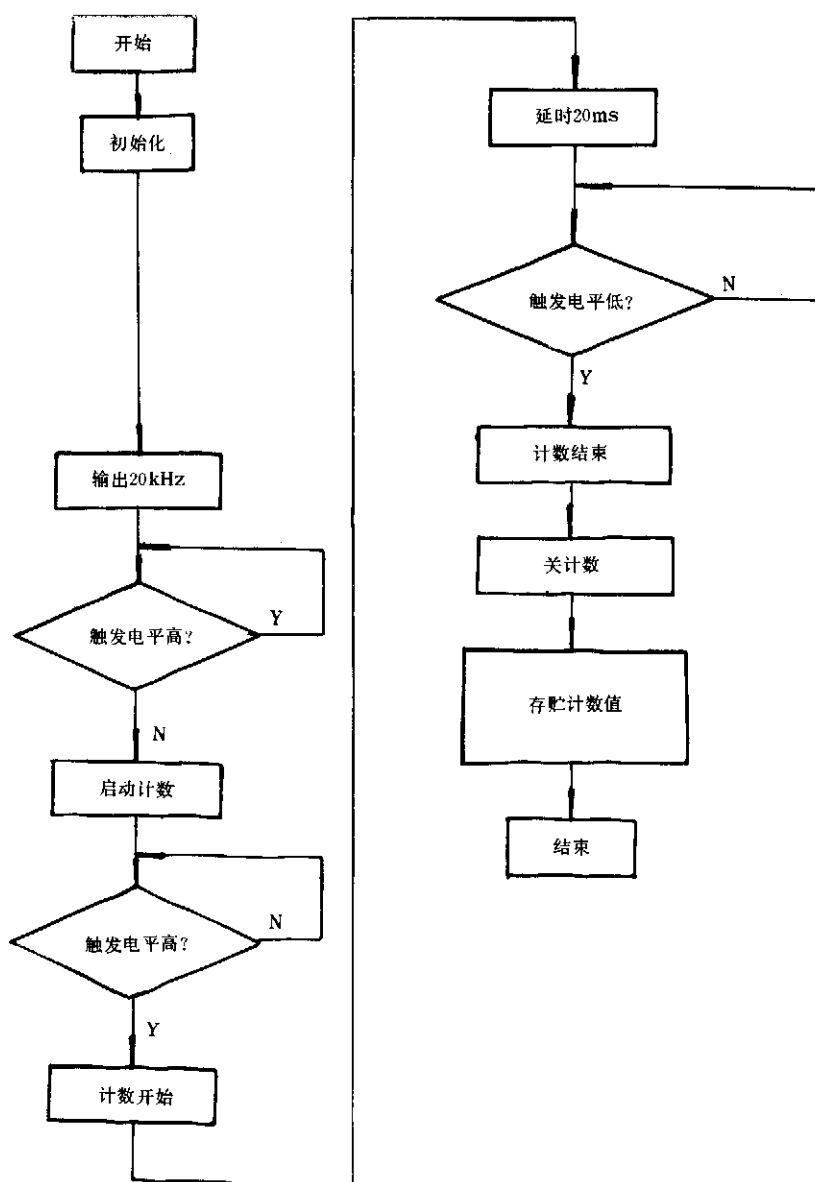 开始
初始化
输出20kHz
触发电平高?
Y
N
启动计数
触发电平高?
N
Y
计数开始
延时20ms
触发电平低?
N
Y
计数结束
关计数
存贮计数值
结束